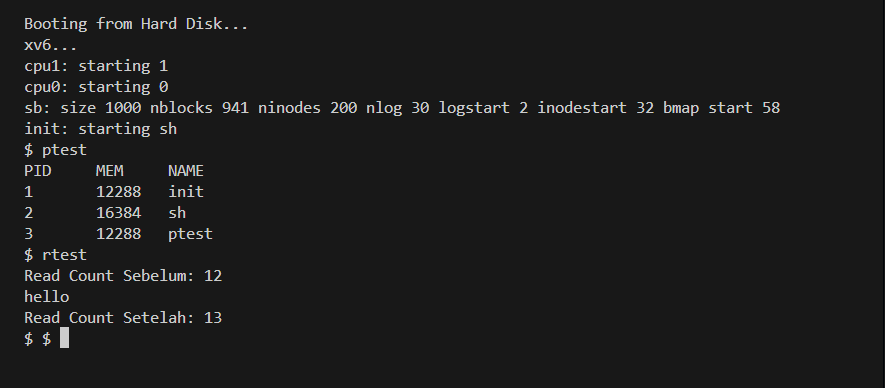 Booting from Hard Disk...
xv6...
cpu1: starting 1
cpu0: starting 0
sb: size 1000 nblocks 941 ninodes 200 nlog 30 logstart 2 inodestart 32 bmap start 58
init: starting sh
$ ptest
PID     MEM     NAME
1       12288   init
2       16384   sh
3       12288   ptest
$ rtest
Read Count Sebelum: 12
hello
Read Count Setelah: 13
$ $